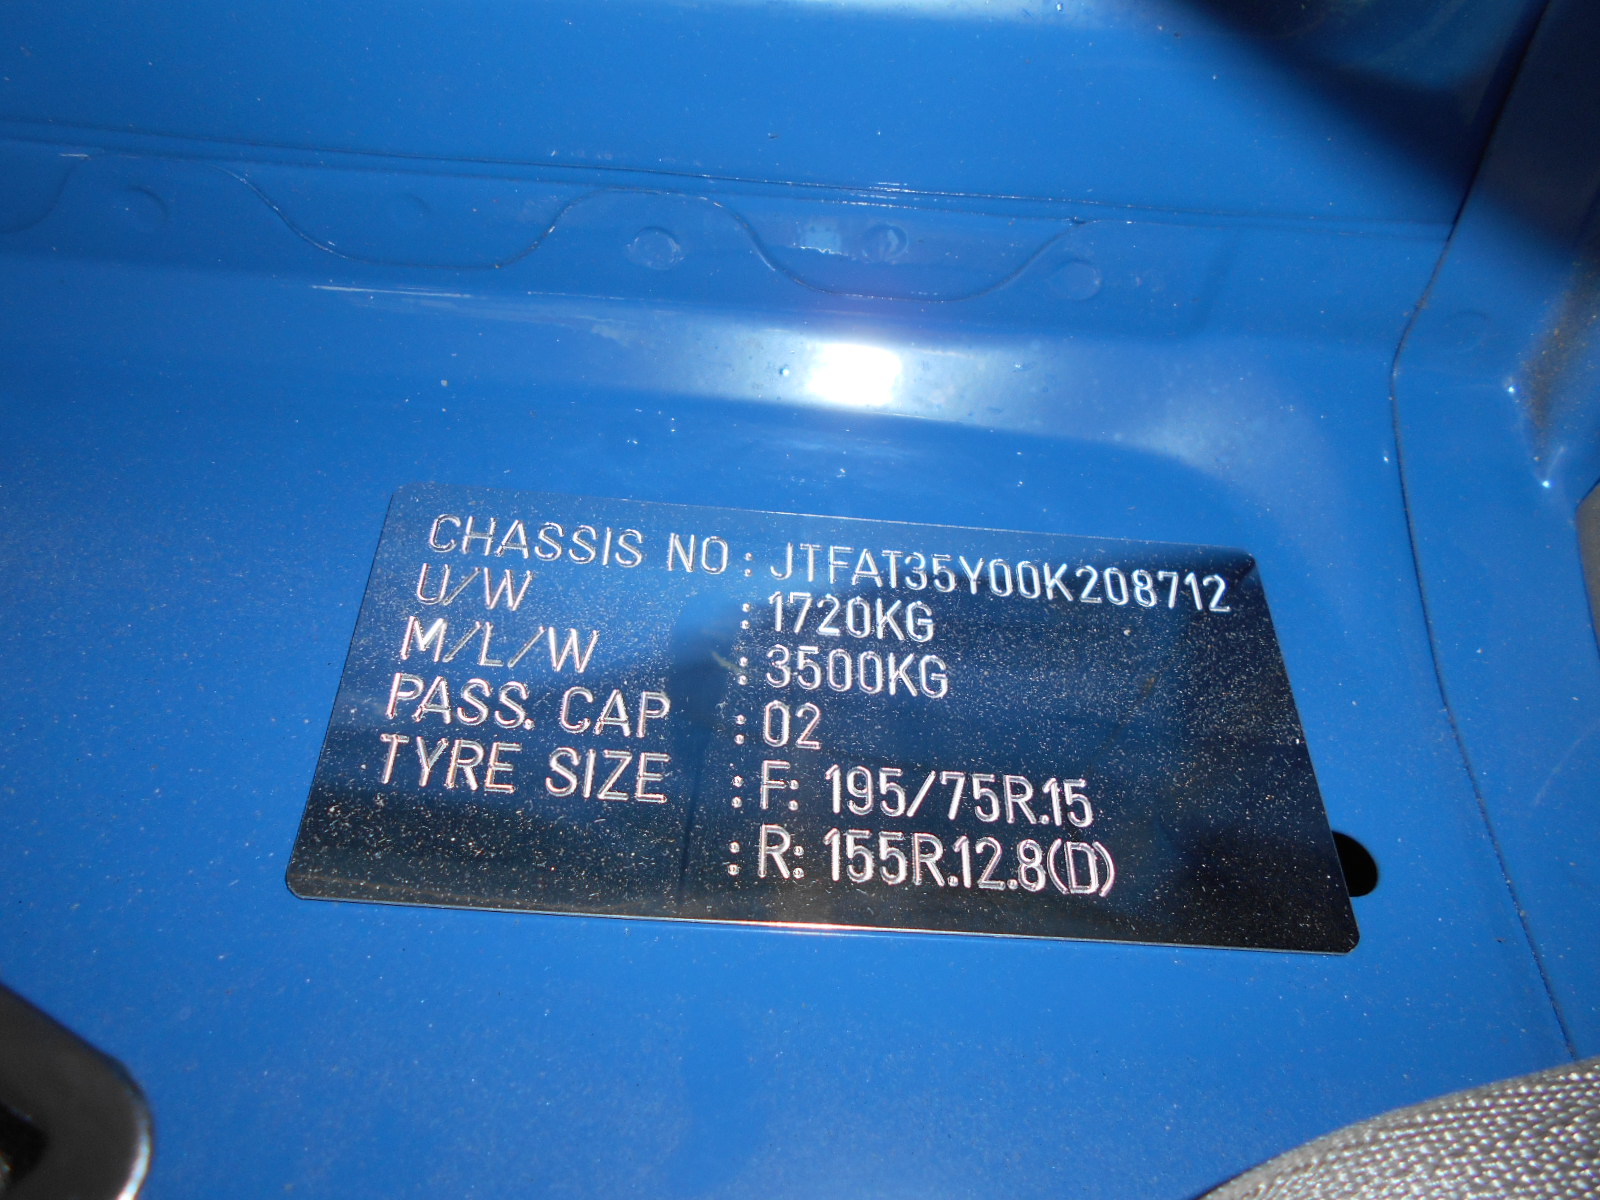 CHASSIS NO : JTFAT35Y00K208712
U/W : 1720KG
M/L/W : 3500KG
PASS. CAP : 02
TYRE SIZE : F: 195/75R.15
: R: 155R.12.8(D)